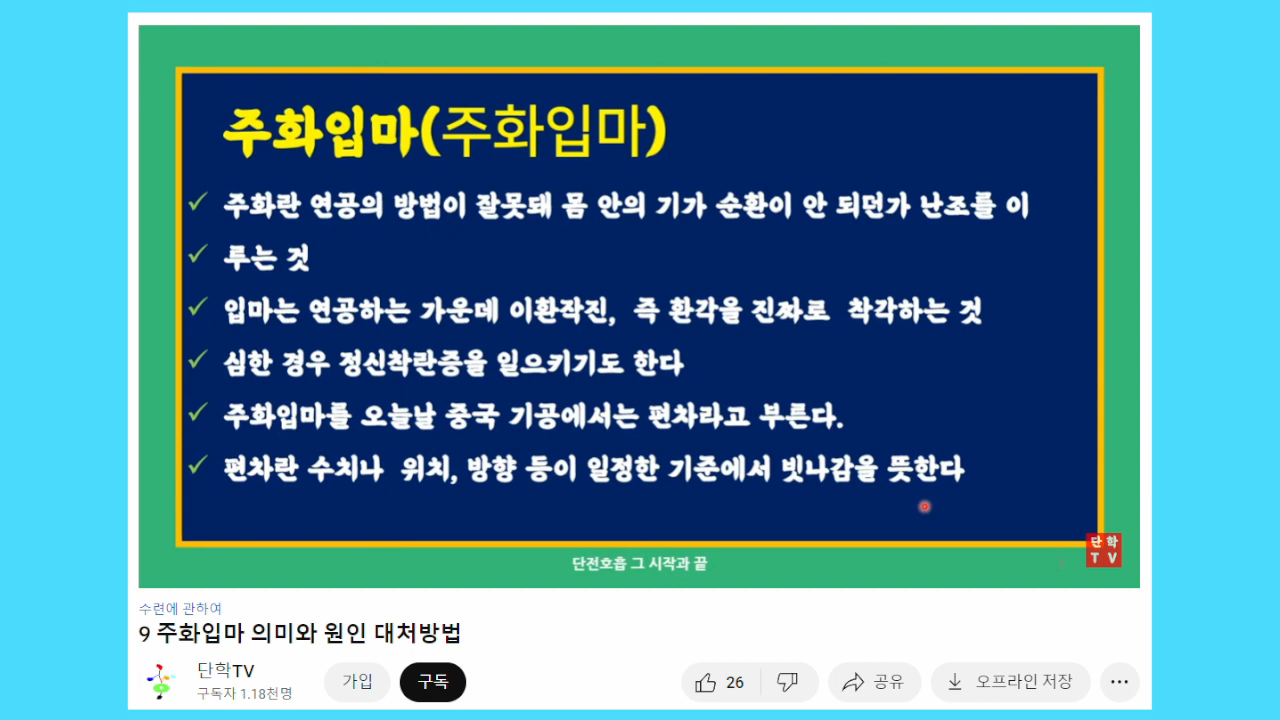 주화입마(주화입마)
✓ 주화란 연공의 방법이 잘못돼 몸 안의 기가 순환이 안 되던가 난조를 이
✓ 루는 것
✓ 입마는 연공하는 가운데 이환작진, 즉 환각을 진짜로 착각하는 것
✓ 심한 경우 정신착란증을 일으키기도 한다
✓ 주화입마를 오늘날 중국 기공에서는 편차라고 부른다.
✓ 편차란 수치나 위치, 방향 등이 일정한 기준에서 빗나감을 뜻한다
단학
TV
단전호흡 그 시작과 끝
수련에 관하여
9 주화입마 의미와 원인 대처방법
단학TV
구독자 1.18천명
가입
구독
26
공유
오프라인 저장